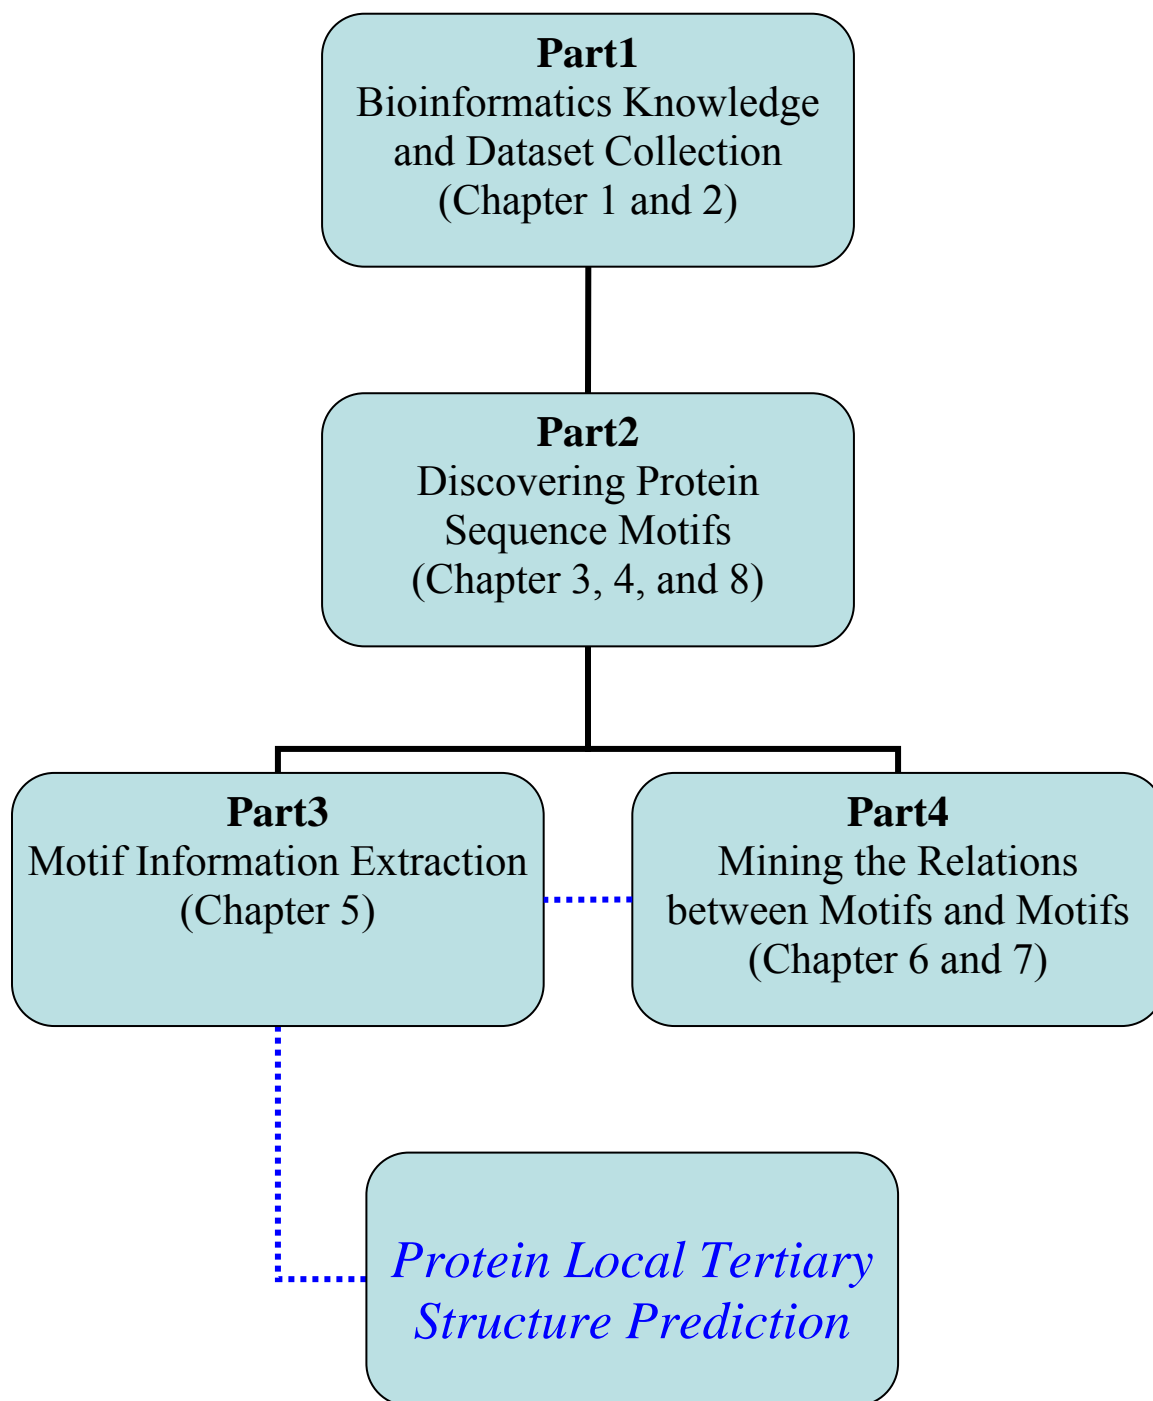 Part1
Bioinformatics Knowledge
and Dataset Collection
(Chapter 1 and 2)
Part2
Discovering Protein
Sequence Motifs
(Chapter 3, 4, and 8)
Part3
Motif Information Extraction
(Chapter 5)
Part4
Mining the Relations
between Motifs and Motifs
(Chapter 6 and 7)
Protein Local Tertiary
Structure Prediction